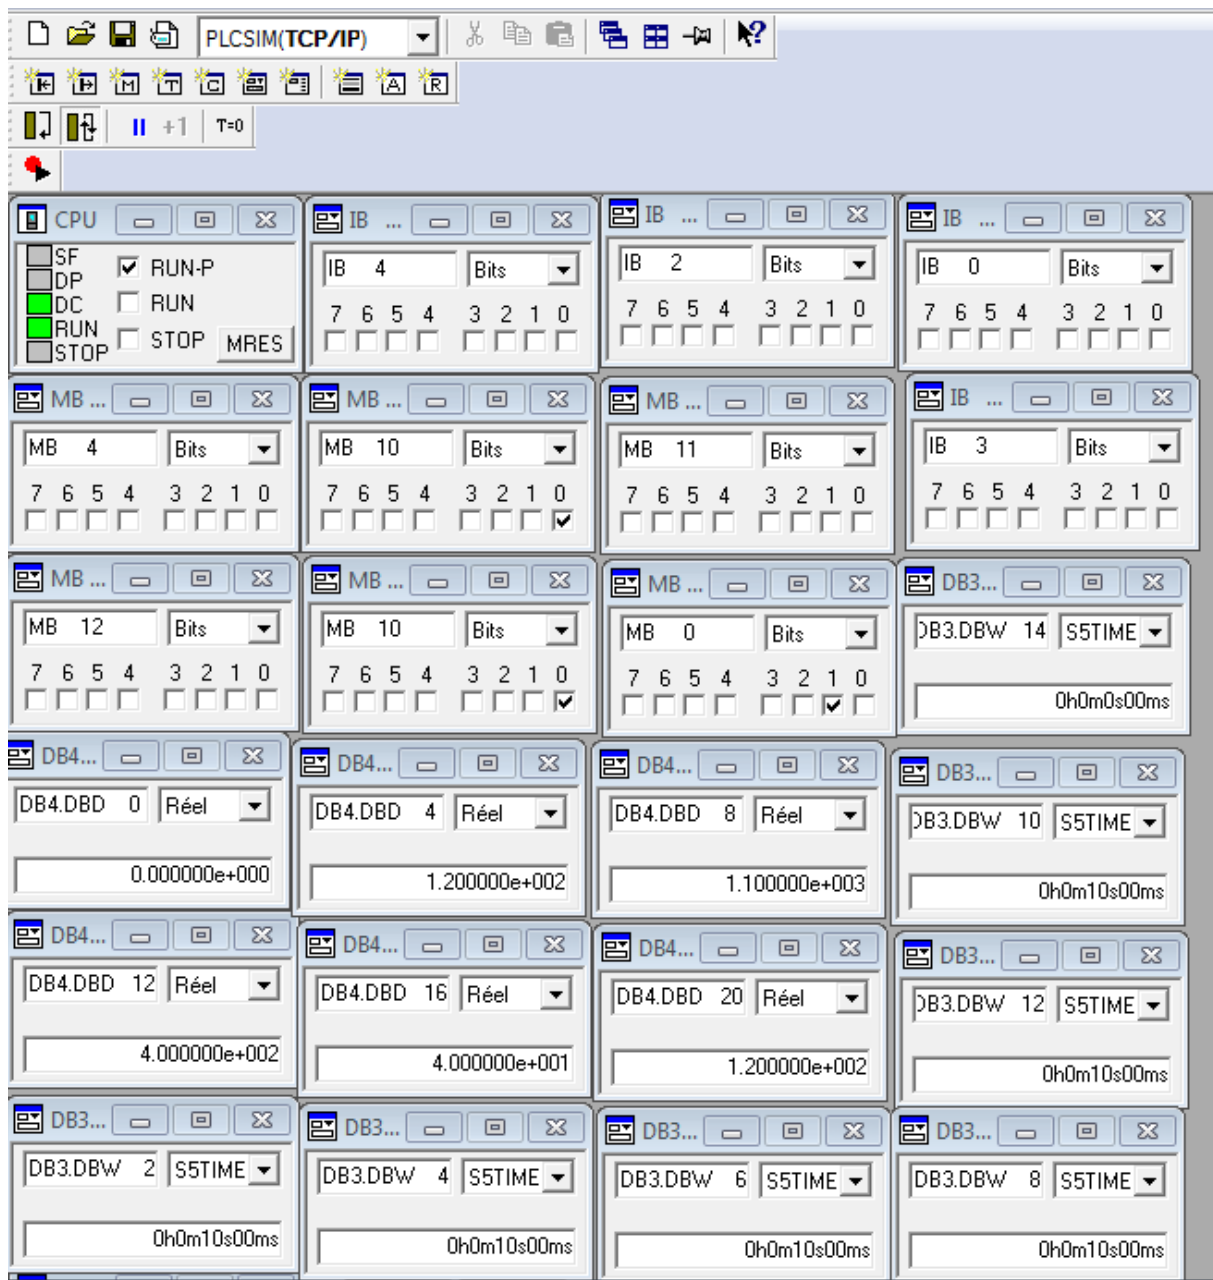 PLCSIM(TCP/IP)
M T C A R
+1 T=0
CPU
SF
DP
DC
RUN
STOP
RUN-P
RUN
STOP MRES
IB ...
IB 4 Bits
7 6 5 4 3 2 1 0
IB ...
IB 2 Bits
7 6 5 4 3 2 1 0
IB ...
IB 0 Bits
7 6 5 4 3 2 1 0
MB ...
MB 4 Bits
7 6 5 4 3 2 1 0
MB ...
MB 10 Bits
7 6 5 4 3 2 1 0
MB ...
MB 11 Bits
7 6 5 4 3 2 1 0
IB ...
IB 3 Bits
7 6 5 4 3 2 1 0
MB ...
MB 12 Bits
7 6 5 4 3 2 1 0
MB ...
MB 10 Bits
7 6 5 4 3 2 1 0
MB ...
MB 0 Bits
7 6 5 4 3 2 1 0
DB3...
DB3.DBW 14 S5TIME
0h0m0s00ms
DB4...
DB4.DBD 0 Réel
0.000000e+000
DB4...
DB4.DBD 4 Réel
1.200000e+002
DB4...
DB4.DBD 8 Réel
1.100000e+003
DB3...
DB3.DBW 10 S5TIME
0h0m10s00ms
DB4...
DB4.DBD 12 Réel
4.000000e+002
DB4...
DB4.DBD 16 Réel
4.000000e+001
DB4...
DB4.DBD 20 Réel
1.200000e+002
DB3...
DB3.DBW 12 S5TIME
0h0m10s00ms
DB3...
DB3.DBW 2 S5TIME
0h0m10s00ms
DB3...
DB3.DBW 4 S5TIME
0h0m10s00ms
DB3...
DB3.DBW 6 S5TIME
0h0m10s00ms
DB3...
DB3.DBW 8 S5TIME
0h0m10s00ms